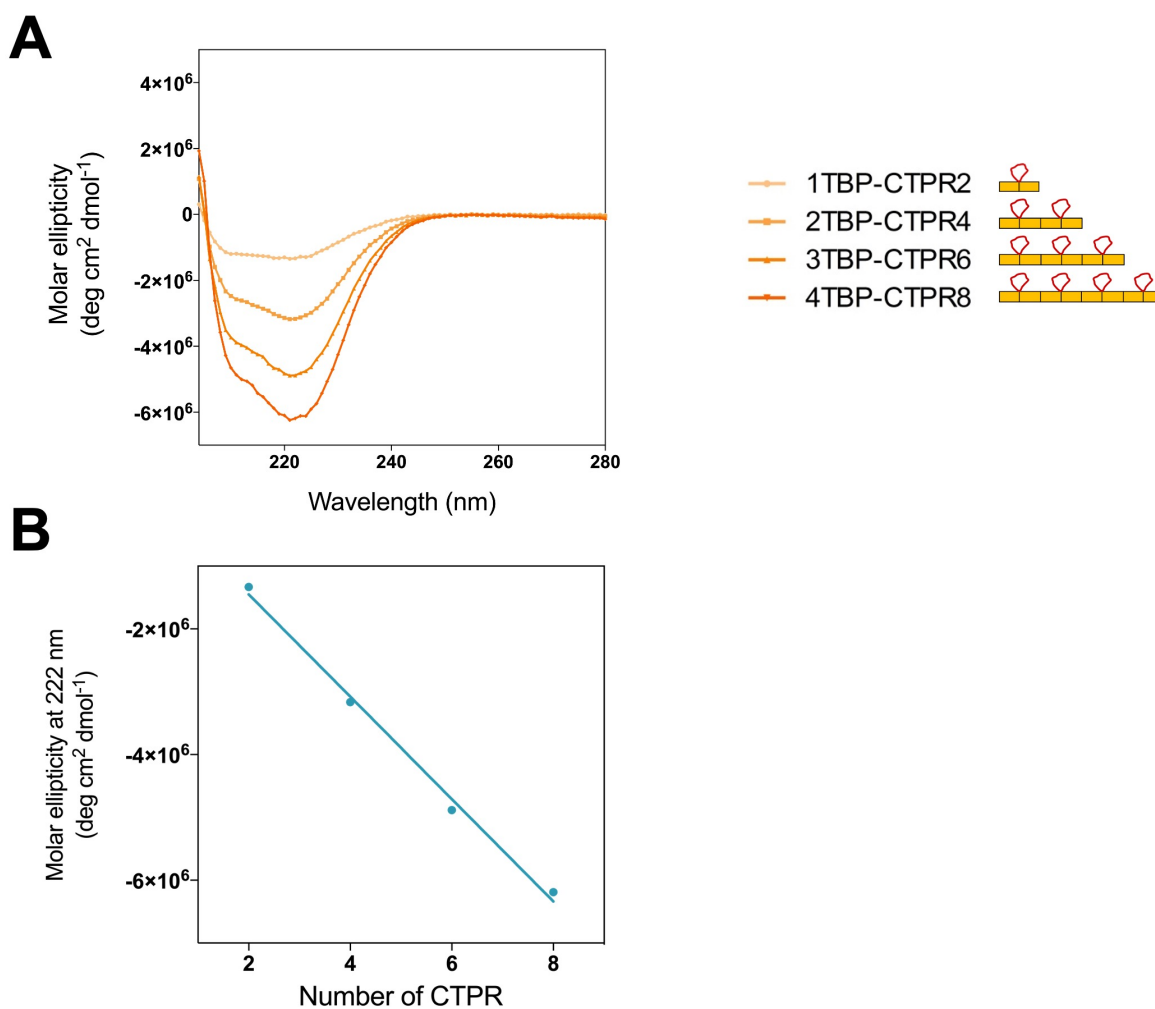 A
4×10⁶
2×10⁶
0
-2×10⁶
-4×10⁶
-6×10⁶
Molar ellipticity
(deg cm² dmol⁻¹)
220 240 260 280
Wavelength (nm)
1TBP-CTPR2
2TBP-CTPR4
3TBP-CTPR6
4TBP-CTPR8
B
-2×10⁶
-4×10⁶
-6×10⁶
Molar ellipticity at 222 nm
(deg cm² dmol⁻¹)
2 4 6 8
Number of CTPR